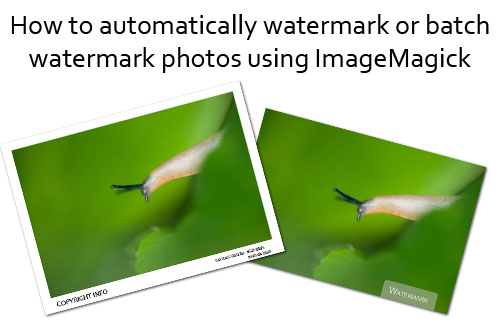 How to automatically watermark or batch
watermark photos using ImageMagick
COPYRIGHT INFO
WATERMARK